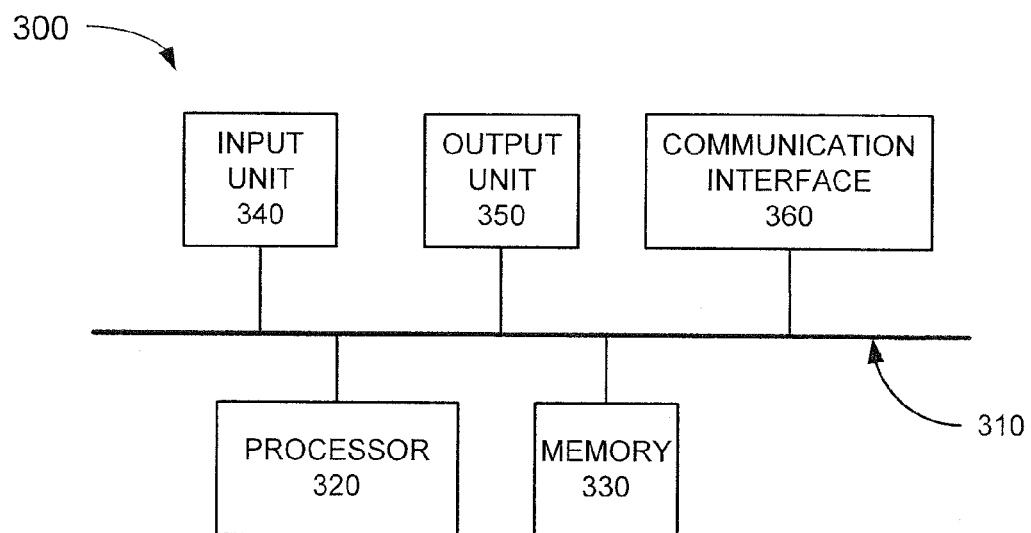 300
INPUT
UNIT
340
OUTPUT
UNIT
350
COMMUNICATION
INTERFACE
360
310
PROCESSOR
320
MEMORY
330